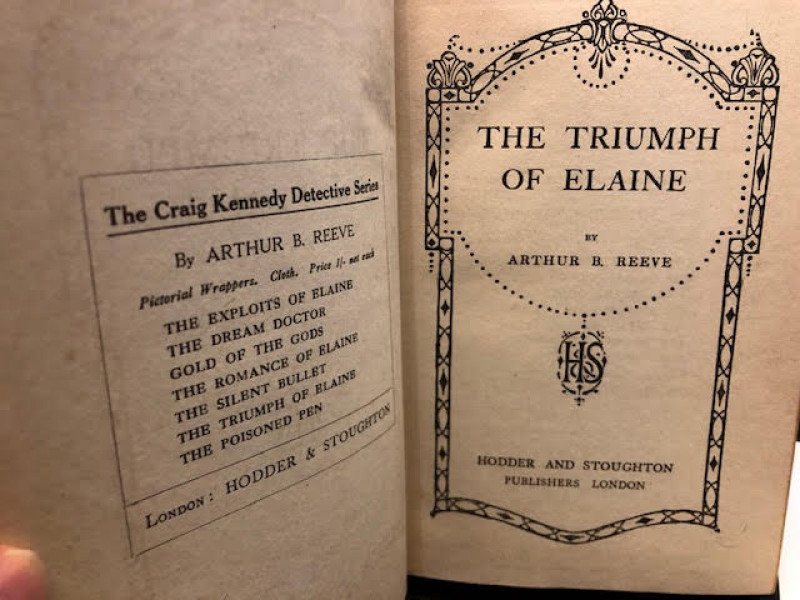 The Craig Kennedy Detective Series
By ARTHUR B. REEVE
Pictorial Wrappers. Cloth. Price 1/- net each
THE EXPLOITS OF ELAINE
THE DREAM DOCTOR
GOLD OF THE GODS
THE ROMANCE OF ELAINE
THE SILENT BULLET
THE TRIUMPH OF ELAINE
THE POISONED PEN
LONDON: HODDER & STOUGHTON
THE TRIUMPH
OF ELAINE
BY
ARTHUR B. REEVE
HS
HODDER AND STOUGHTON
PUBLISHERS LONDON